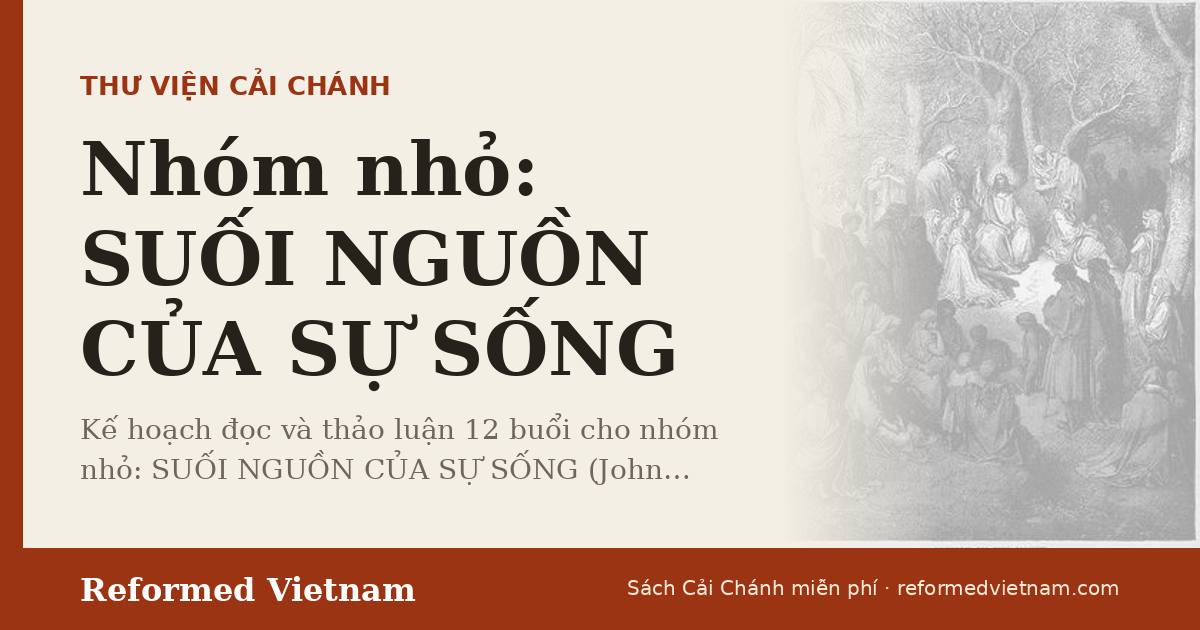 THƯ VIỆN CẢI CHÁNH
Nhóm nhỏ:
SUỐI NGUỒN
CỦA SỰ SỐNG
Kế hoạch đọc và thảo luận 12 buổi cho nhóm
nhỏ: SUỐI NGUỒN CỦA SỰ SỐNG (John...
Reformed Vietnam
Sách Cải Chánh miễn phí · reformedvietnam.com